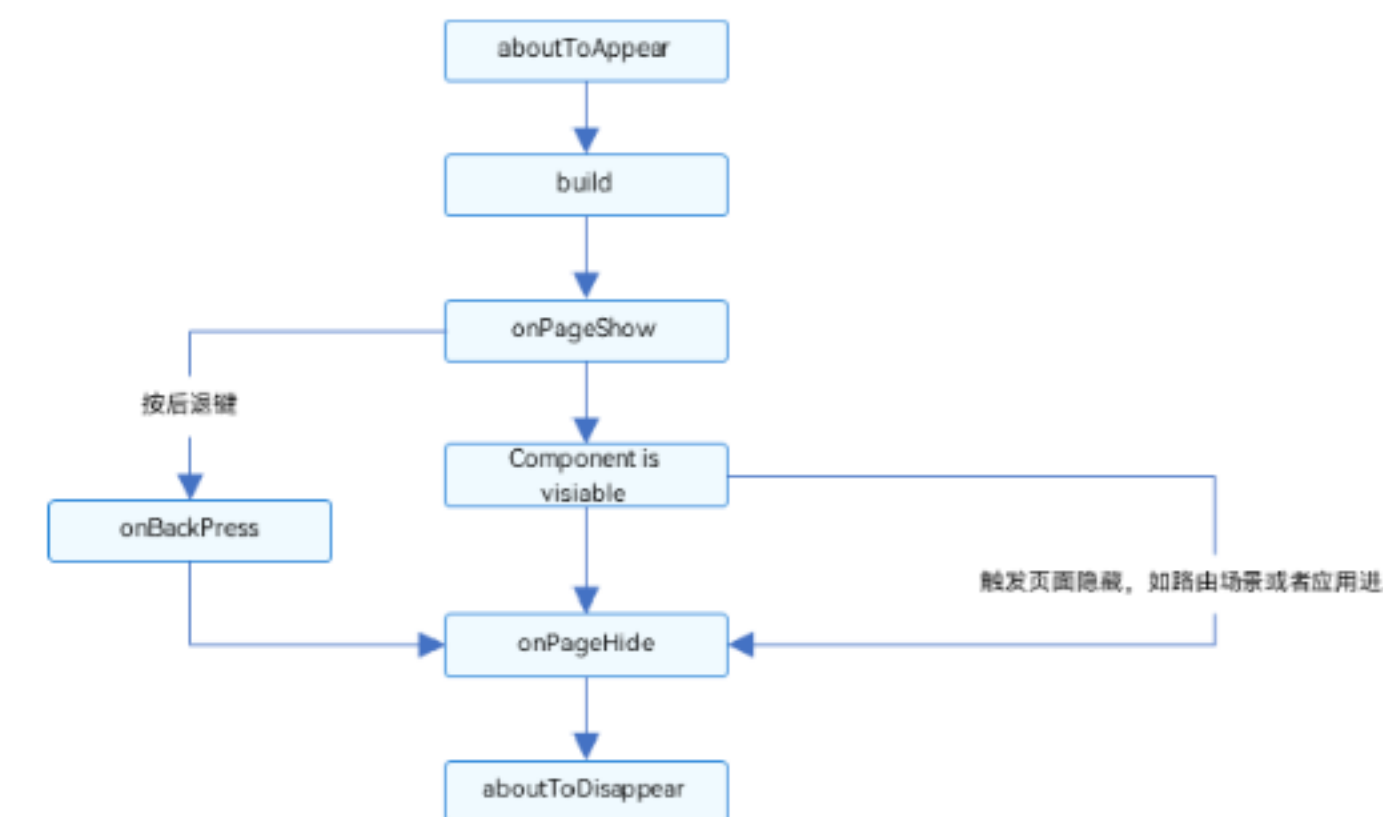 aboutToAppear
build
onPageShow
按后退键
Component is
visiable
onBackPress
触发页面隐藏，如路由场景或者应用进
onPageHide
aboutToDisappear